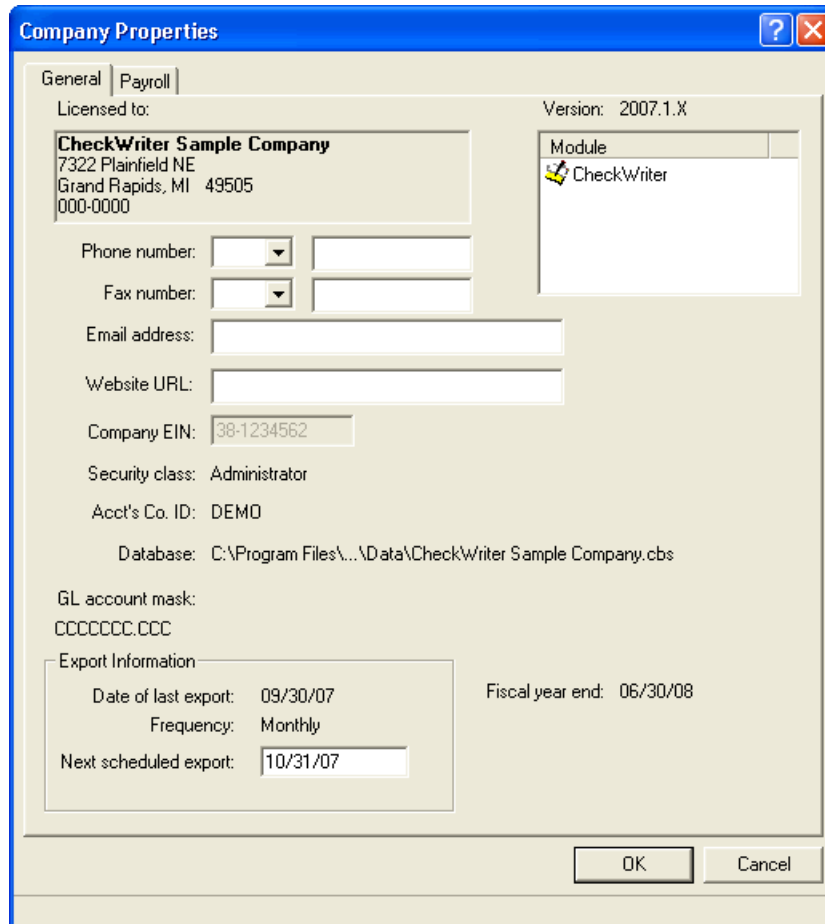 Company Properties
General Payroll
Licensed to:
CheckWriter Sample Company
7322 Plainfield NE
Grand Rapids, MI 49505
000-0000
Version: 2007.1.X
Module
CheckWriter
Phone number:
Fax number:
Email address:
Website URL:
Company EIN: 38-1234562
Security class: Administrator
Acct's Co. ID: DEMO
Database: C:\Program Files\...\Data\CheckWriter Sample Company.cbs
GL account mask:
CCCCCCC.CCC
Export Information
Date of last export: 09/30/07
Frequency: Monthly
Next scheduled export: 10/31/07
Fiscal year end: 06/30/08
OK Cancel